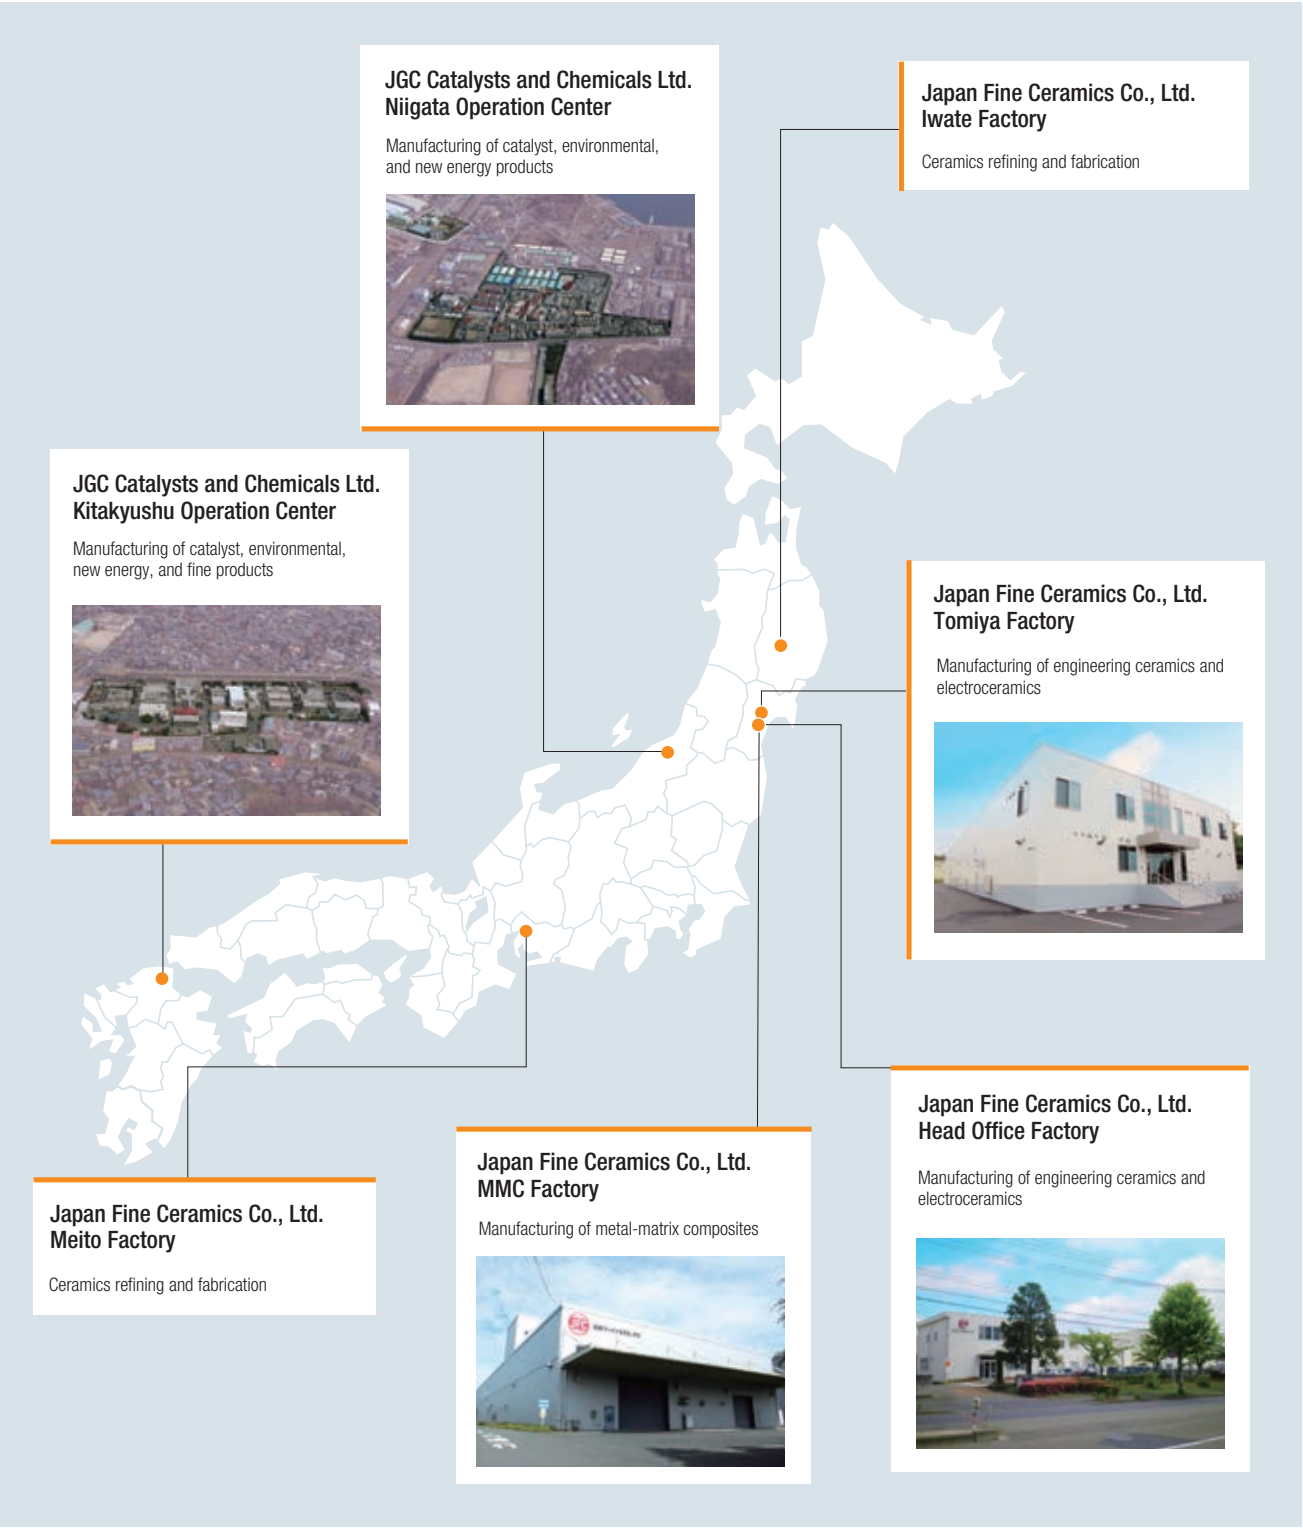 JGC Catalysts and Chemicals Ltd.
Niigata Operation Center
Manufacturing of catalyst, environmental,
and new energy products
Japan Fine Ceramics Co., Ltd.
Iwate Factory
Ceramics refining and fabrication
JGC Catalysts and Chemicals Ltd.
Kitakyushu Operation Center
Manufacturing of catalyst, environmental,
new energy, and fine products
Japan Fine Ceramics Co., Ltd.
Tomiya Factory
Manufacturing of engineering ceramics and
electroceramics
Japan Fine Ceramics Co., Ltd.
Head Office Factory
Manufacturing of engineering ceramics and
electroceramics
Japan Fine Ceramics Co., Ltd.
MMC Factory
Manufacturing of metal-matrix composites
Japan Fine Ceramics Co., Ltd.
Meito Factory
Ceramics refining and fabrication